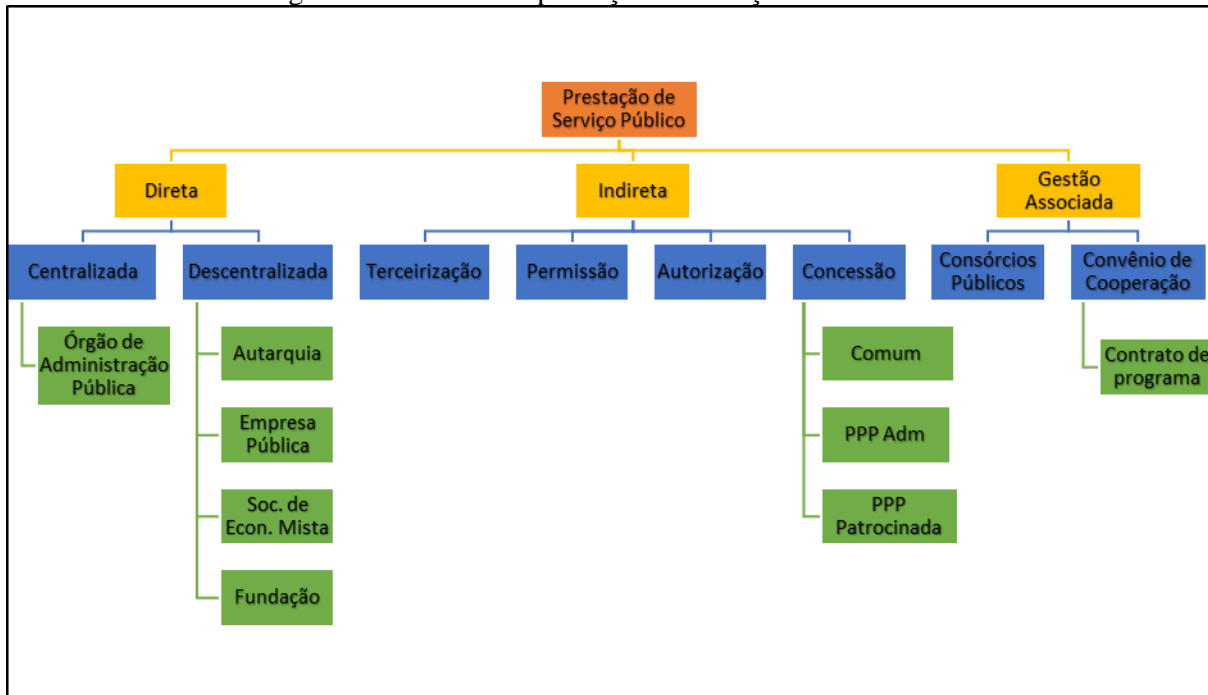 Prestação de
Serviço Público
Direta
Indireta
Gestão
Associada
Centralizada
Descentralizada
Terceirização
Permissão
Autorização
Concessão
Consórcios
Públicos
Convênio de
Cooperação
Órgão de
Administração
Pública
Autarquia
Empresa
Pública
Soc. de
Econ. Mista
Fundação
Comum
PPP Adm
PPP
Patrocinada
Contrato de
programa